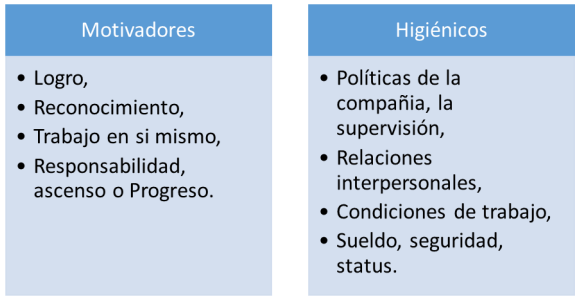 Motivadores
• Logro,
• Reconocimiento,
• Trabajo en si mismo,
• Responsabilidad,
ascenso o Progreso.
Higiénicos
• Políticas de la
compañia, la
supervisión,
• Relaciones
interpersonales,
• Condiciones de trabajo,
• Sueldo, seguridad,
status.